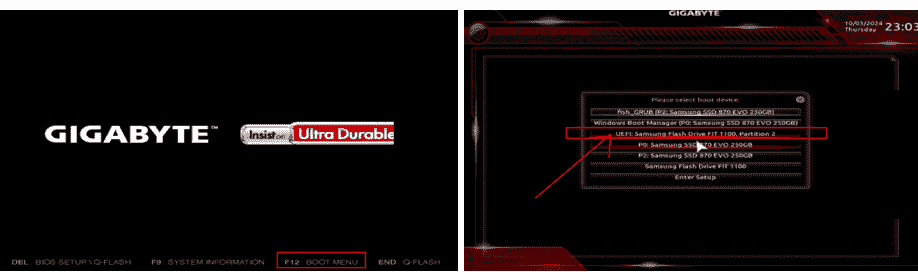 GIGABYTE™
Insist on Ultra Durable
DEL BIOS SETUP\Q-FLASH F9 SYSTEM INFORMATION F12 BOOT MENU END Q-FLASH
GIGABYTE
10/03/2024
Thursday 23:03
Please select boot device:
fish_GRUB (P2: Samsung SSD 870 EVO 250GB)
Windows Boot Manager (P0: Samsung SSD 870 EVO 250GB)
UEFI: Samsung Flash Drive FIT 1100, Partition 2
P0: Samsung SSD 870 EVO 250GB
P2: Samsung SSD 870 EVO 250GB
Samsung Flash Drive FIT 1100
Enter Setup